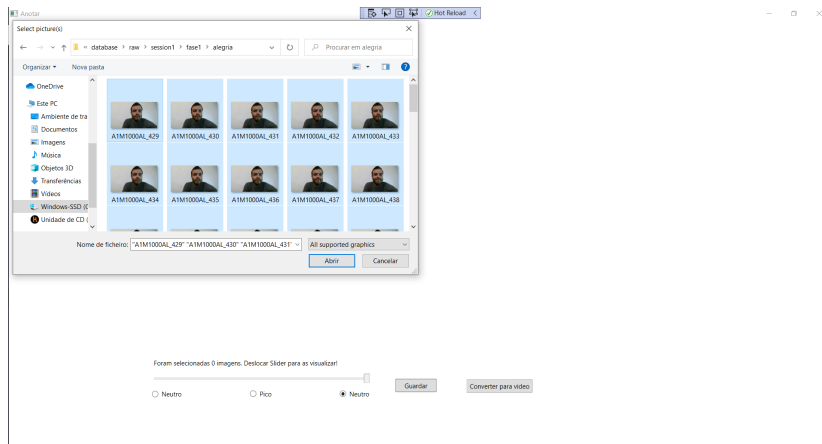 Anotar
Hot Reload
Select picture(s)
« database › raw › session1 › fase1 › alegria
Procurar em alegria
Organizar
Nova pasta
OneDrive
Este PC
Ambiente de tra
Documentos
Imagens
Música
Objetos 3D
Transferências
Vídeos
Windows-SSD (C
Unidade de CD (
A1M1000AL_429
A1M1000AL_430
A1M1000AL_431
A1M1000AL_432
A1M1000AL_433
A1M1000AL_434
A1M1000AL_435
A1M1000AL_436
A1M1000AL_437
A1M1000AL_438
Nome de ficheiro: "A1M1000AL_429" "A1M1000AL_430" "A1M1000AL_431"
All supported graphics
Abrir
Cancelar
Foram selecionadas 0 imagens. Deslocar Slider para as visualizar!
Neutro
Pico
Neutro
Guardar
Converter para video